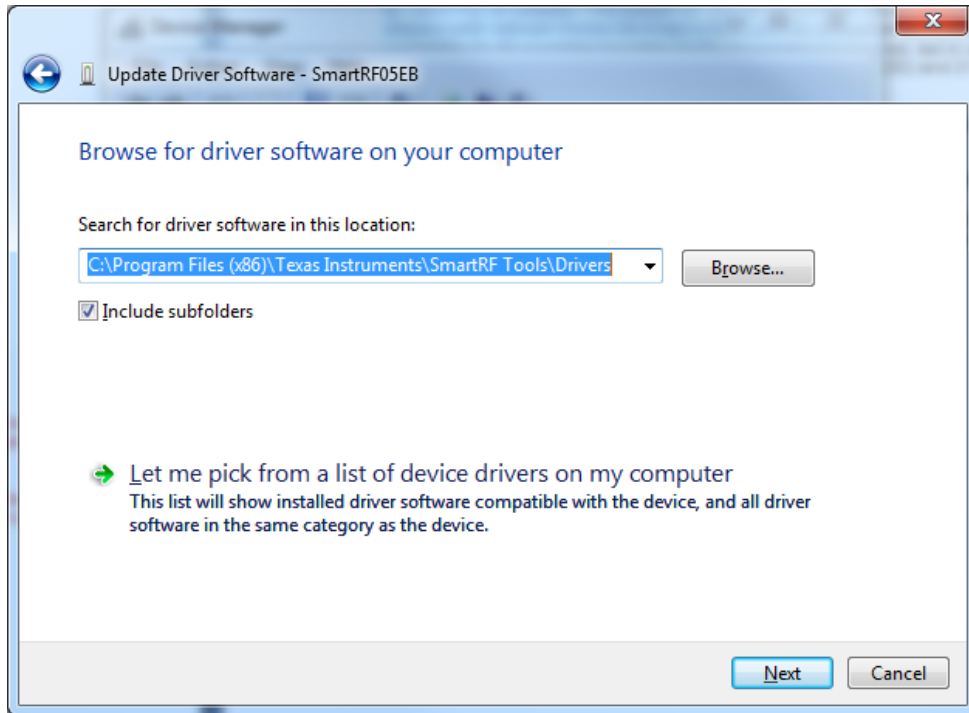 Device Manager
Update Driver Software - SmartRF05EB
Browse for driver software on your computer
Search for driver software in this location:
C:\Program Files (x86)\Texas Instruments\SmartRF Tools\Drivers
Browse...
Include subfolders
Let me pick from a list of device drivers on my computer
This list will show installed driver software compatible with the device, and all driver
software in the same category as the device.
Next
Cancel